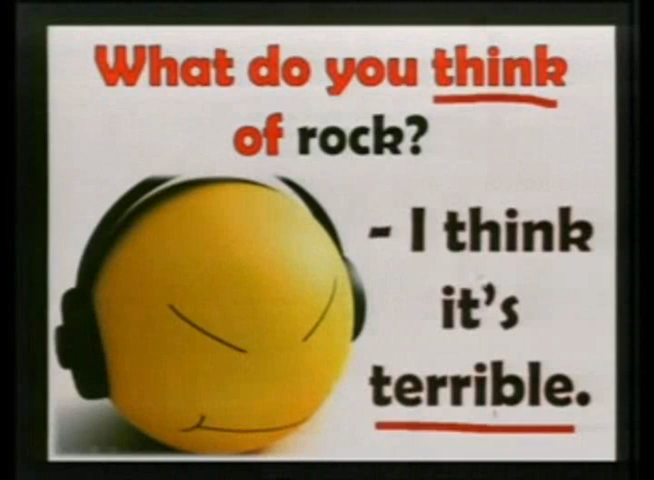 What do you think
of rock?
- I think
it's
terrible.